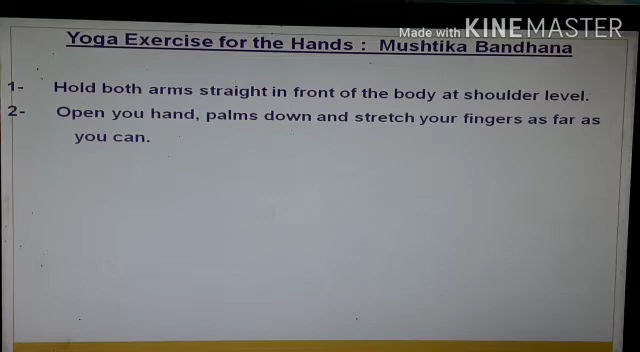 Made with KINEMASTER
Yoga Exercise for the Hands : Mushtika Bandhana
1- Hold both arms straight in front of the body at shoulder level.
2- Open you hand, palms down and stretch your fingers as far as
you can.